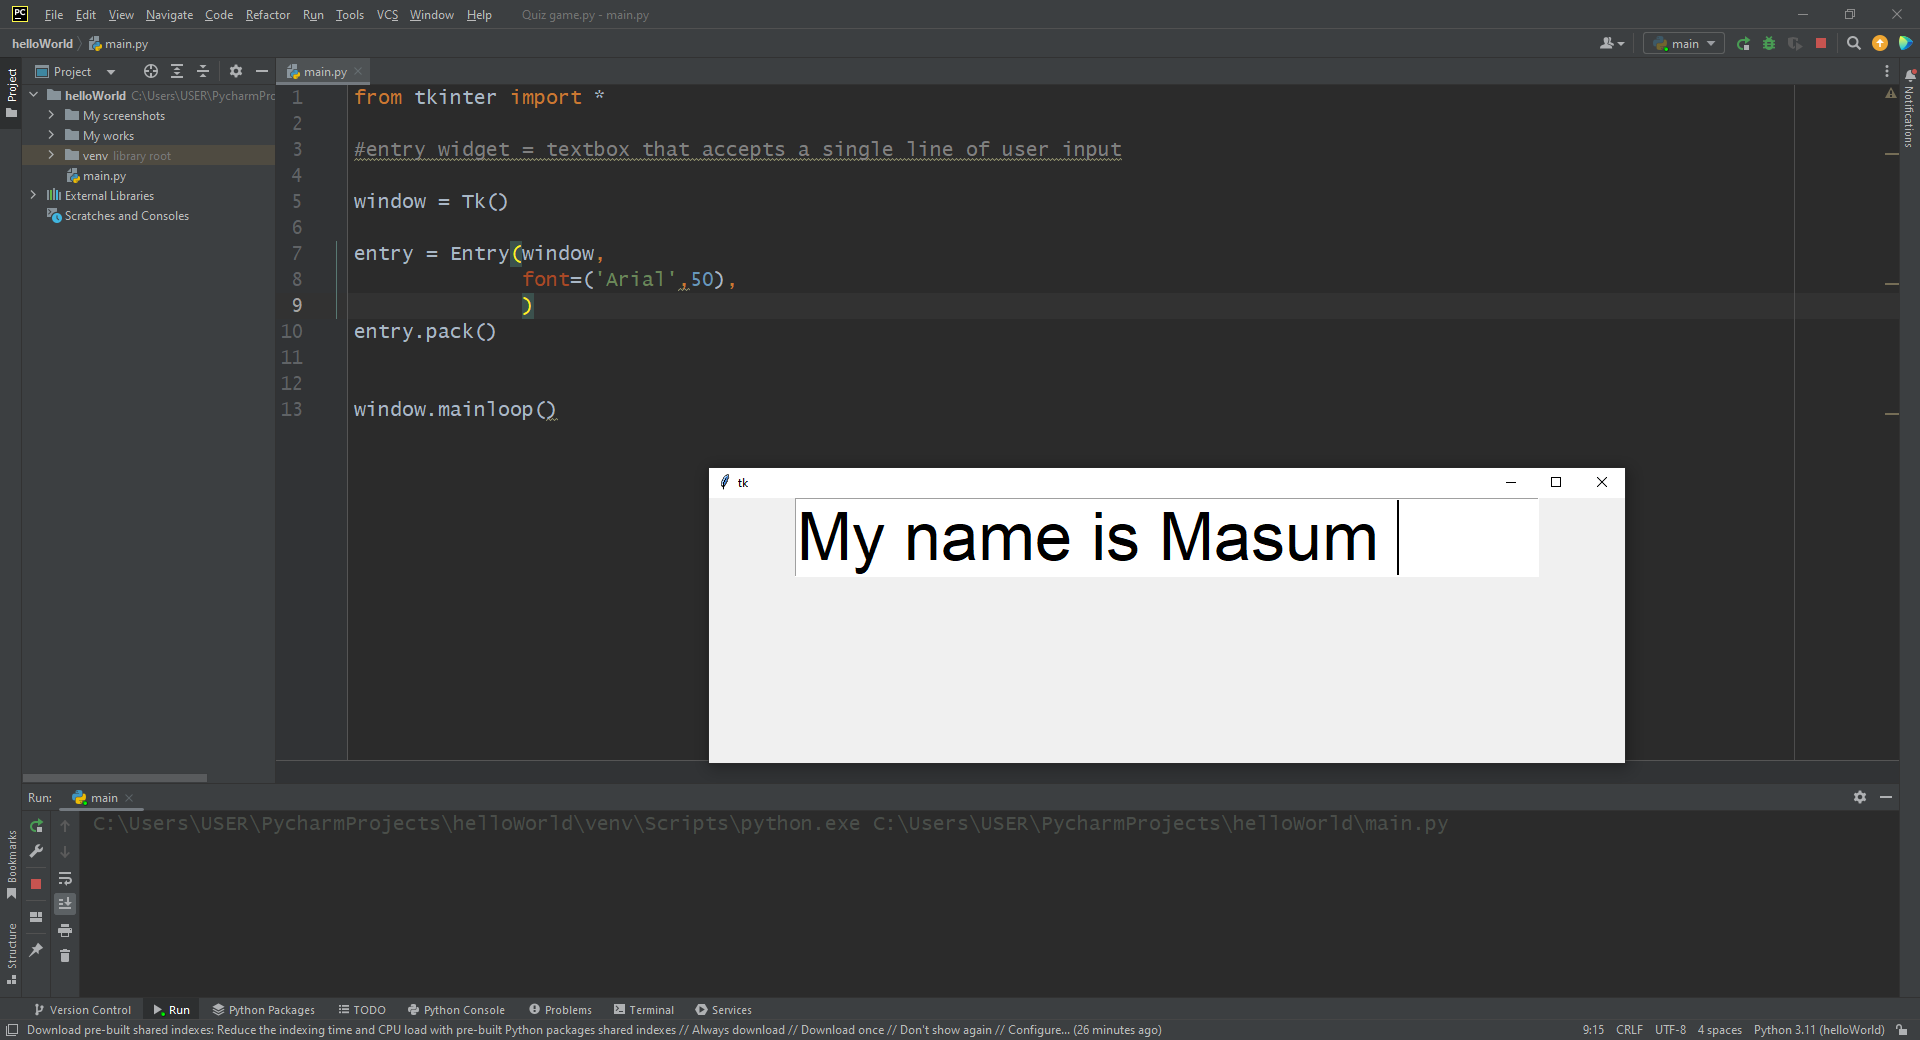 PC File Edit View Navigate Code Refactor Run Tools VCS Window Help Quiz game.py - main.py
helloWorld main.py main
Project main.py
Project
helloWorld C:\Users\USER\PycharmPro
My screenshots
My works
venv library root
main.py
External Libraries
Scratches and Consoles
1 from tkinter import *
2
3 #entry widget = textbox that accepts a single line of user input
4
5 window = Tk()
6
7 entry = Entry(window,
8 font=('Arial',50),
9 )
10 entry.pack()
11
12
13 window.mainloop()
Notifications
tk
My name is Masum
Run: main
C:\Users\USER\PycharmProjects\helloWorld\venv\Scripts\python.exe C:\Users\USER\PycharmProjects\helloWorld\main.py
Bookmarks
Structure
Version Control Run Python Packages TODO Python Console Problems Terminal Services
Download pre-built shared indexes: Reduce the indexing time and CPU load with pre-built Python packages shared indexes // Always download // Download once // Don't show again // Configure... (26 minutes ago) 9:15 CRLF UTF-8 4 spaces Python 3.11 (helloWorld)